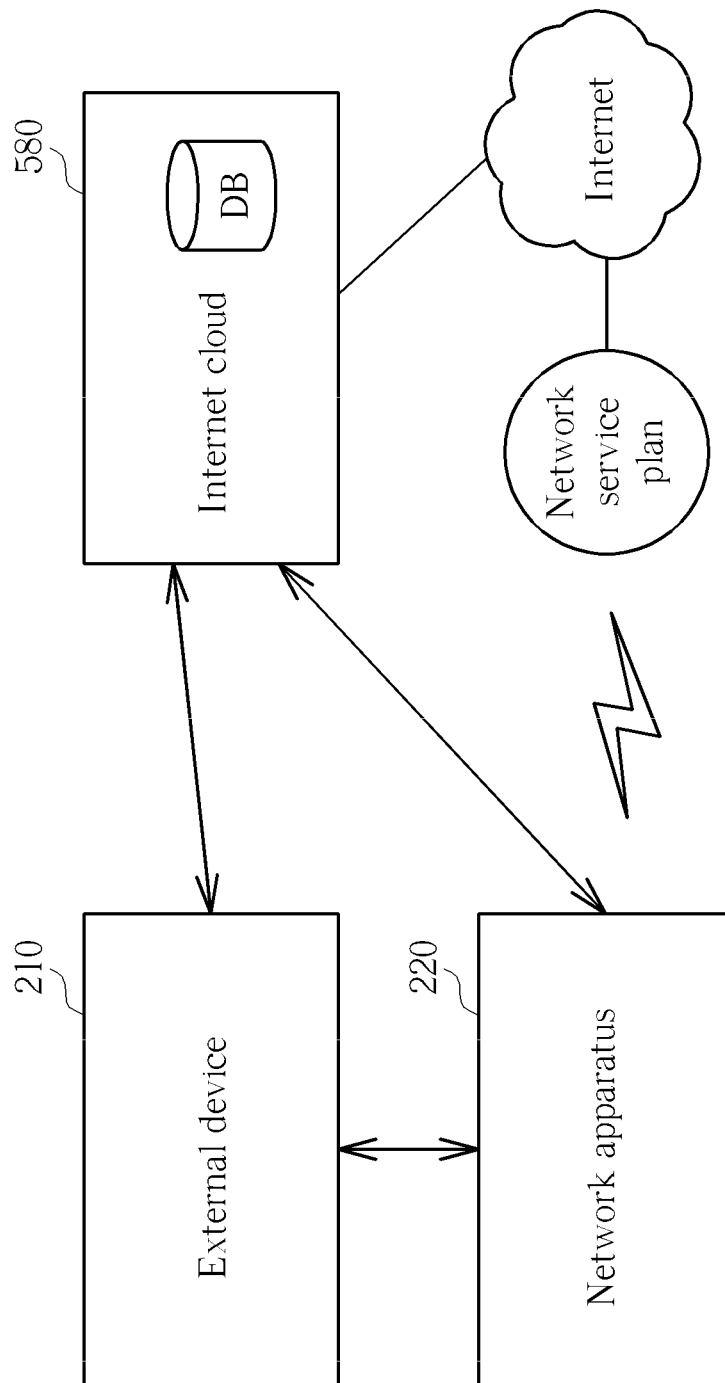 210
External device
580
Internet cloud
DB
220
Network apparatus
Network
service
plan
Internet